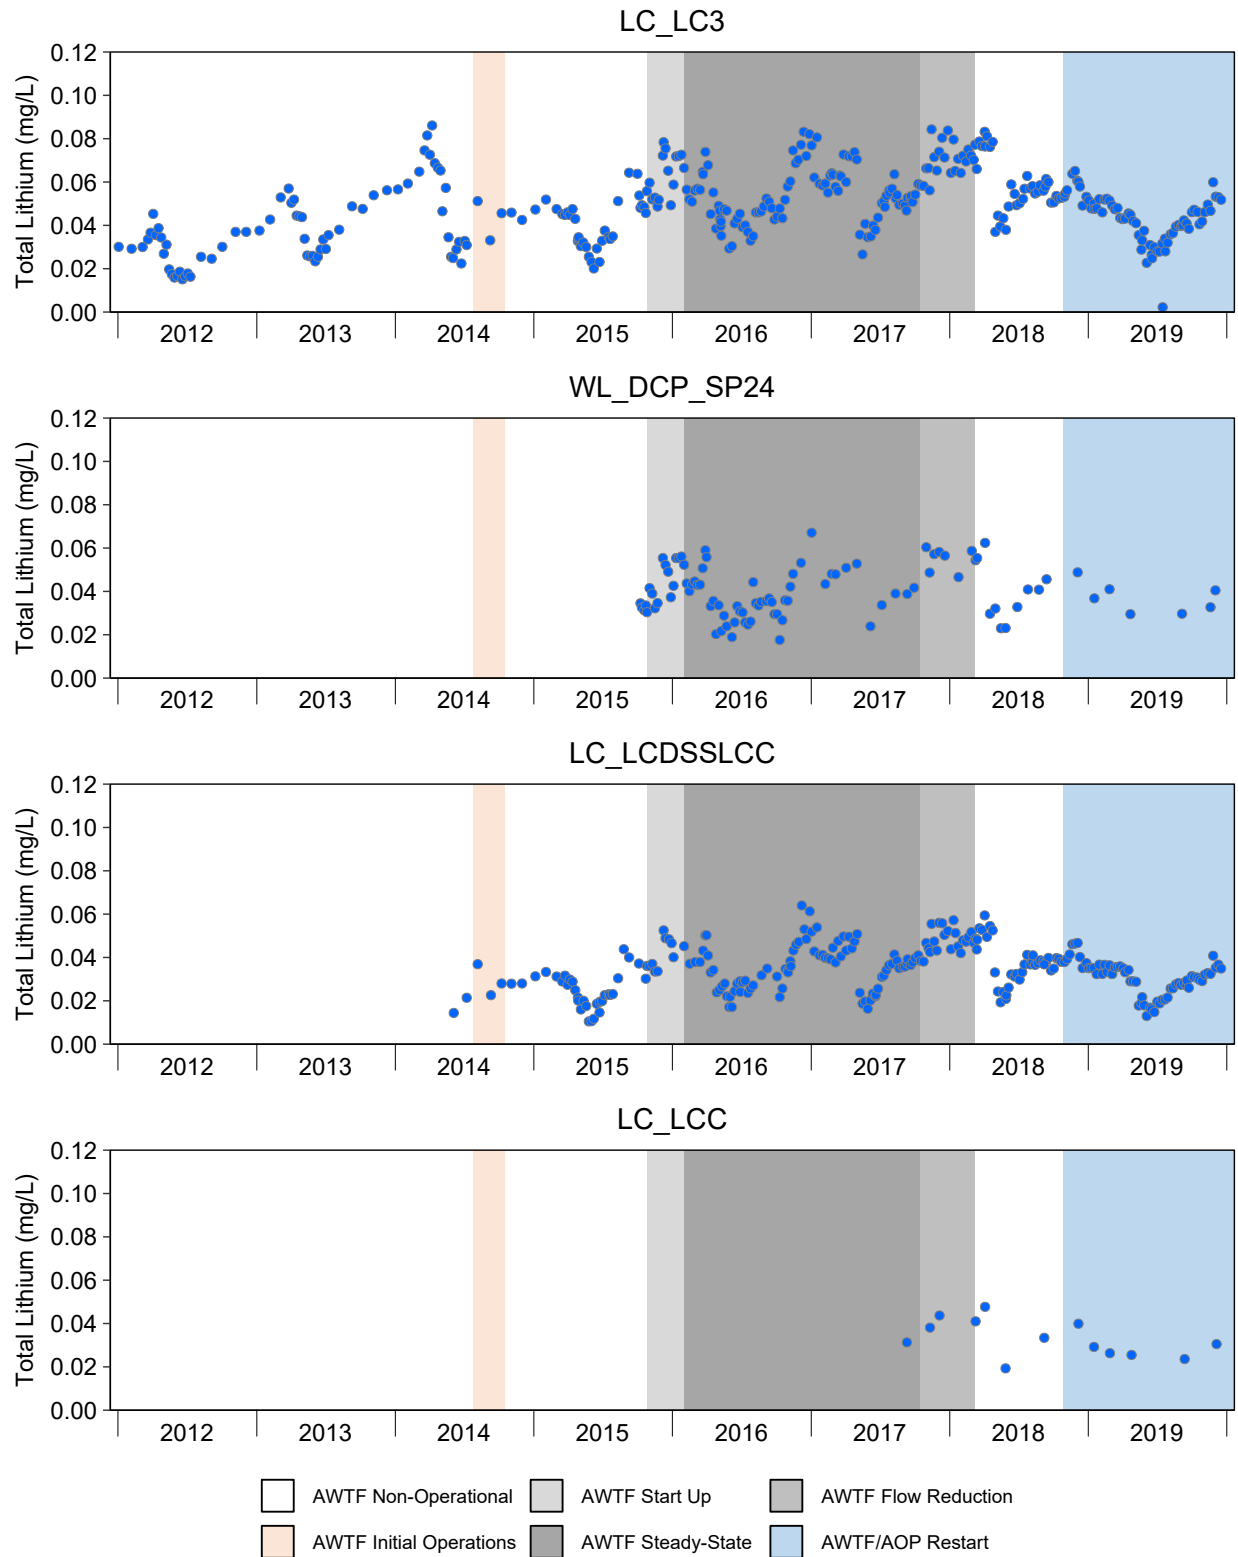 LC_LC3
Total Lithium (mg/L)
0.12
0.10
0.08
0.06
0.04
0.02
0.00
2012 2013 2014 2015 2016 2017 2018 2019
WL_DCP_SP24
Total Lithium (mg/L)
0.12
0.10
0.08
0.06
0.04
0.02
0.00
2012 2013 2014 2015 2016 2017 2018 2019
LC_LCDSSLCC
Total Lithium (mg/L)
0.12
0.10
0.08
0.06
0.04
0.02
0.00
2012 2013 2014 2015 2016 2017 2018 2019
LC_LCC
Total Lithium (mg/L)
0.12
0.10
0.08
0.06
0.04
0.02
0.00
2012 2013 2014 2015 2016 2017 2018 2019
AWTF Non-Operational AWTF Start Up AWTF Flow Reduction
AWTF Initial Operations AWTF Steady-State AWTF/AOP Restart